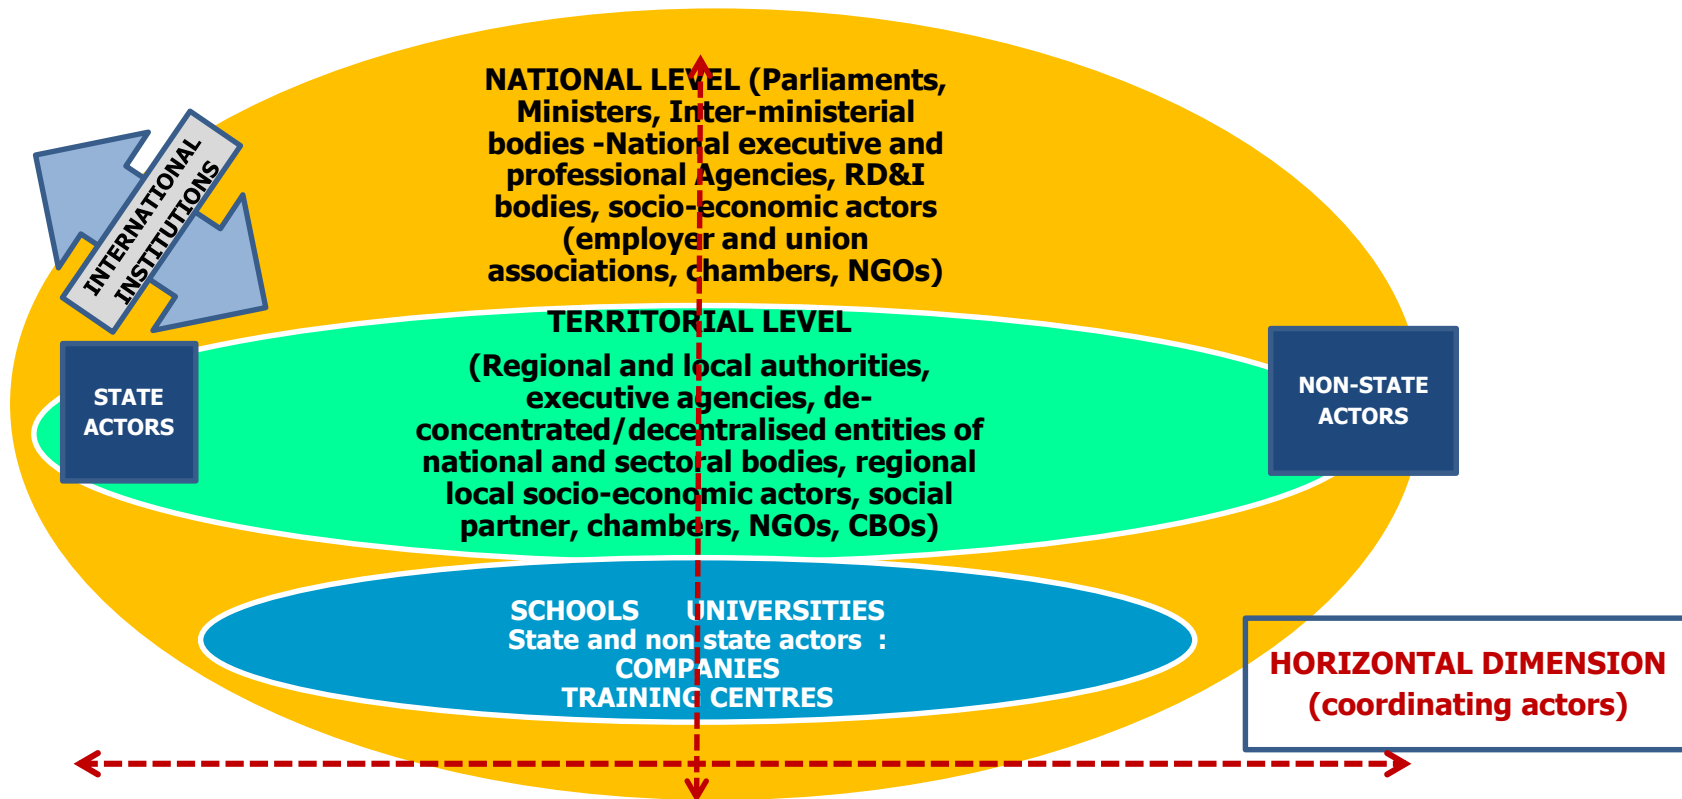 NATIONAL LEVEL (Parliaments,
Ministers, Inter-ministerial
bodies -National executive and
professional Agencies, RD&I
bodies, socio-economic actors
(employer and union
associations, chambers, NGOs)
INTERNATIONAL
INSTITUTIONS
TERRITORIAL LEVEL
(Regional and local authorities,
executive agencies, de-
concentrated/decentralised entities of
national and sectoral bodies, regional
local socio-economic actors, social
partner, chambers, NGOs, CBOs)
STATE
ACTORS
NON-STATE
ACTORS
SCHOOLS UNIVERSITIES
State and non state actors :
COMPANIES
TRAINING CENTRES
HORIZONTAL DIMENSION
(coordinating actors)